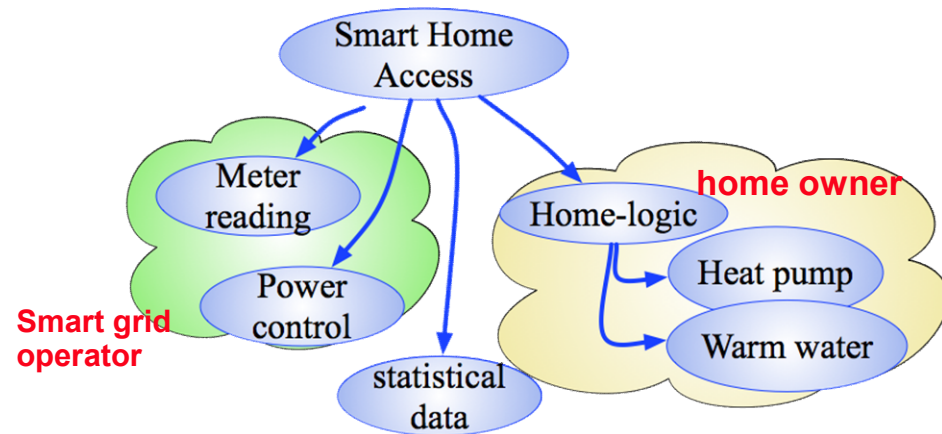 Smart Home
Access
Meter
reading
home owner
Home-logic
Power
control
Heat pump
Smart grid
operator
Warm water
statistical
data